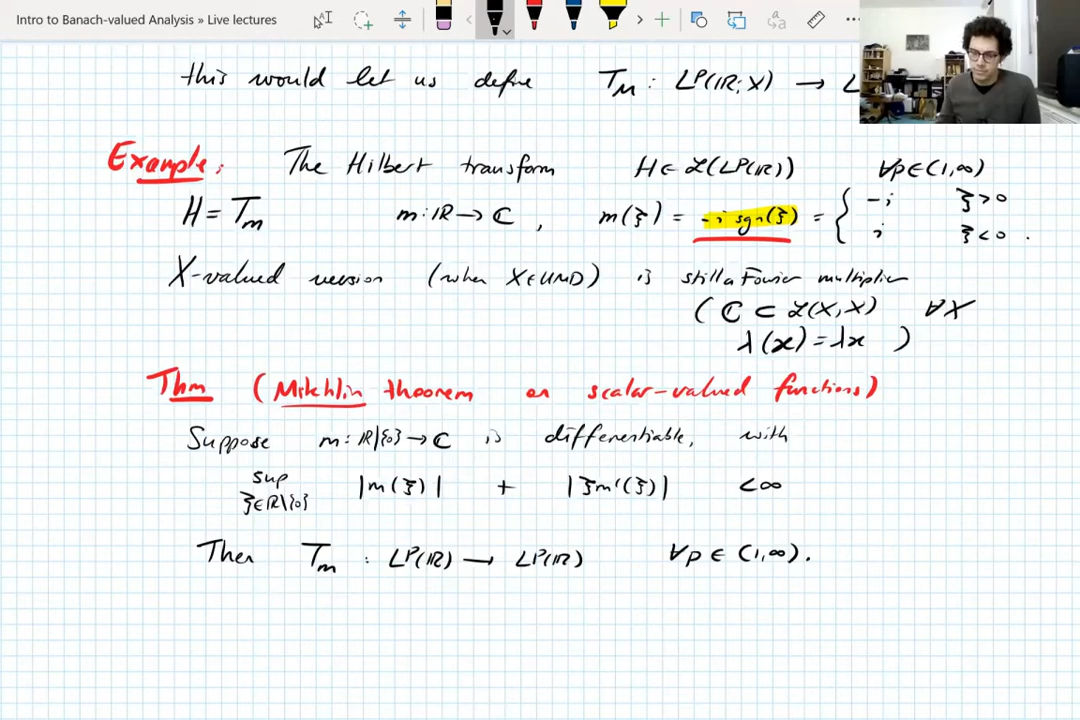 Intro to Banach-valued Analysis » Live lectures
this would let us define T_m : L^p(ℝ; X) → L
Example: The Hilbert transform H ∈ ℒ(L^p(ℝ)) ∀p∈(1,∞)
H = T_m m: ℝ → ℂ, m(ξ) = -i sgn(ξ) = { -i ξ>0
i ξ<0 .
X-valued version (when X∈UMD) is still a Fourier multiplier
(ℂ ⊂ ℒ(X,X) ∀X
λ(x) = λx )
Thm (Mikhlin theorem on scalar-valued functions)
Suppose m: ℝ\{0} → ℂ is differentiable, with
sup |m(ξ)| + |ξm'(ξ)| <∞
ξ∈ℝ\{0}
Then T_m : L^p(ℝ) → L^p(ℝ) ∀p ∈ (1,∞).